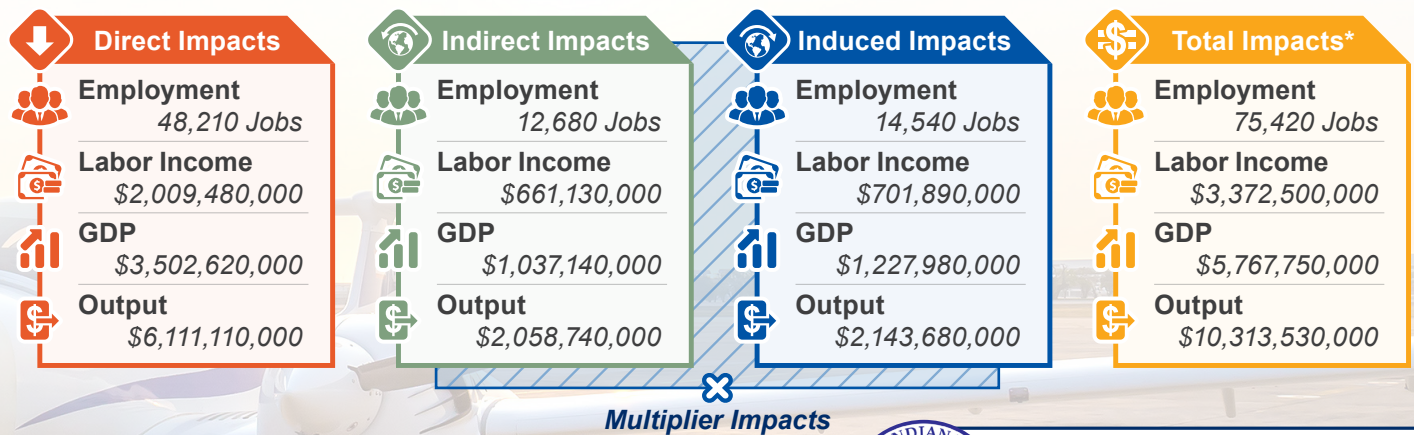 Direct Impacts
Employment
48,210 Jobs
Labor Income
$2,009,480,000
GDP
$3,502,620,000
Output
$6,111,110,000
Indirect Impacts
Employment
12,680 Jobs
Labor Income
$661,130,000
GDP
$1,037,140,000
Output
$2,058,740,000
Induced Impacts
Employment
14,540 Jobs
Labor Income
$701,890,000
GDP
$1,227,980,000
Output
$2,143,680,000
Total Impacts*
Employment
75,420 Jobs
Labor Income
$3,372,500,000
GDP
$5,767,750,000
Output
$10,313,530,000
Multiplier Impacts